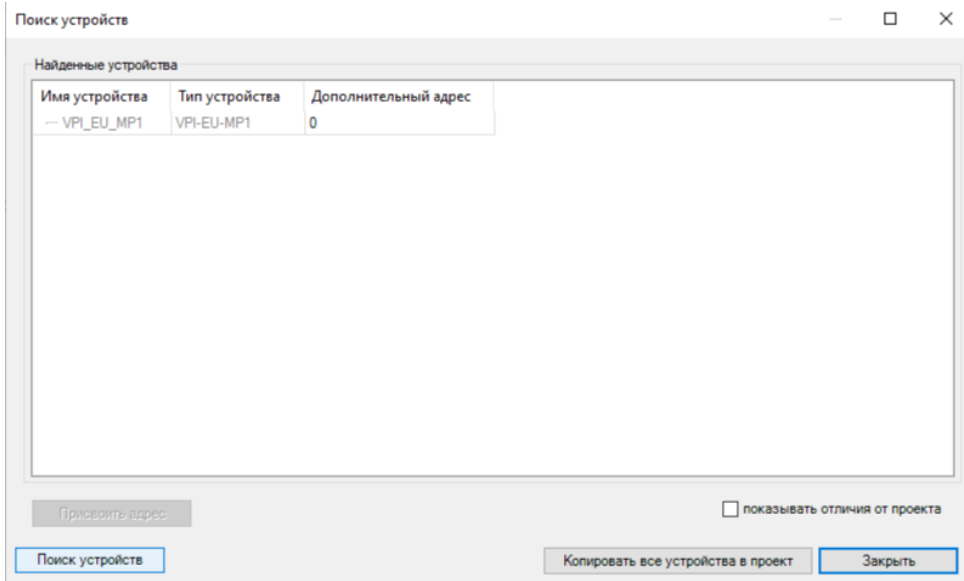 Поиск устройств
Найденные устройства
Имя устройства Тип устройства Дополнительный адрес
VPI_EU_MP1 VPI-EU-MP1 0
Присвоить адрес
показывать отличия от проекта
Поиск устройств Копировать все устройства в проект Закрыть